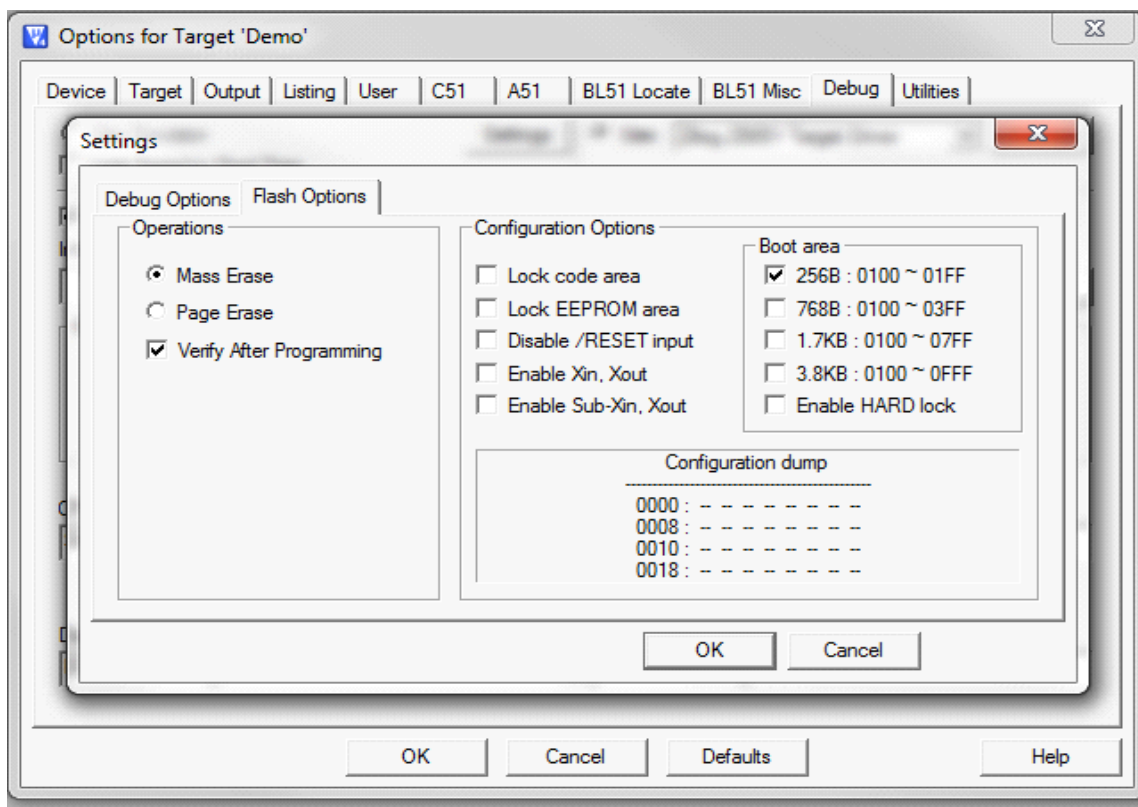 Options for Target 'Demo'
Device Target Output Listing User C51 A51 BL51 Locate BL51 Misc Debug Utilities
Settings
Debug Options Flash Options
Operations
Mass Erase
Page Erase
Verify After Programming
Configuration Options
Lock code area
Lock EEPROM area
Disable /RESET input
Enable Xin, Xout
Enable Sub-Xin, Xout
Boot area
256B : 0100 ~ 01FF
768B : 0100 ~ 03FF
1.7KB : 0100 ~ 07FF
3.8KB : 0100 ~ 0FFF
Enable HARD lock
Configuration dump
----------------------------------------------
0000 : -- -- -- -- -- -- -- --
0008 : -- -- -- -- -- -- -- --
0010 : -- -- -- -- -- -- -- --
0018 : -- -- -- -- -- -- -- --
OK Cancel
OK Cancel Defaults Help